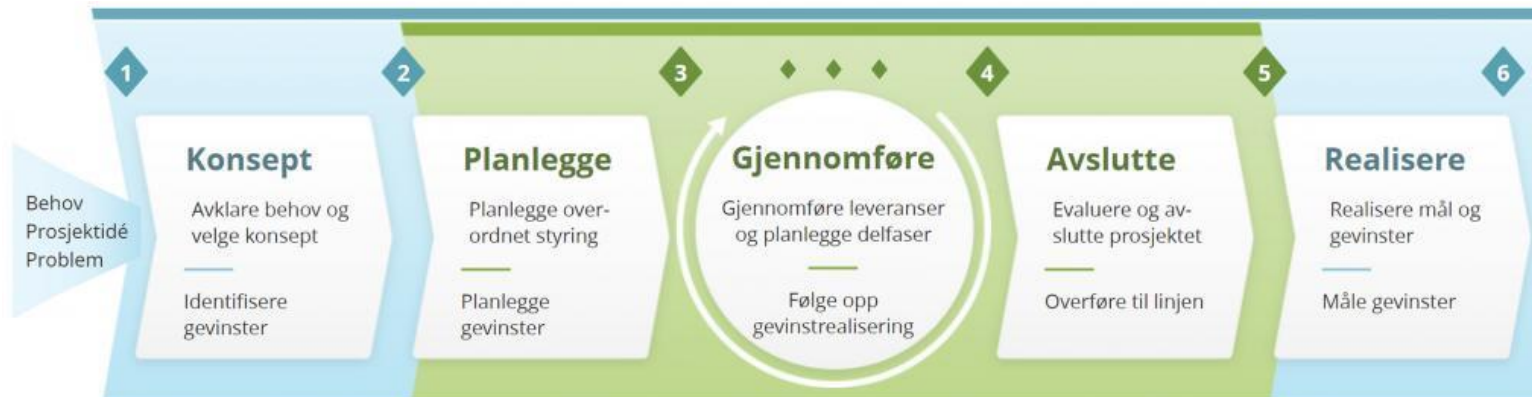 1
2
3
4
5
6
Behov
Prosjektidé
Problem
Konsept
Avklare behov og
velge konsept
Identifisere
gevinster
Planlegge
Planlegge over-
ordnet styring
Planlegge
gevinster
Gjennomføre
Gjennomføre leveranser
og planlegge delfaser
Følge opp
gevinstrealisering
Avslutte
Evaluere og av-
slutte prosjektet
Overføre til linjen
Realisere
Realisere mål og
gevinster
Måle gevinster